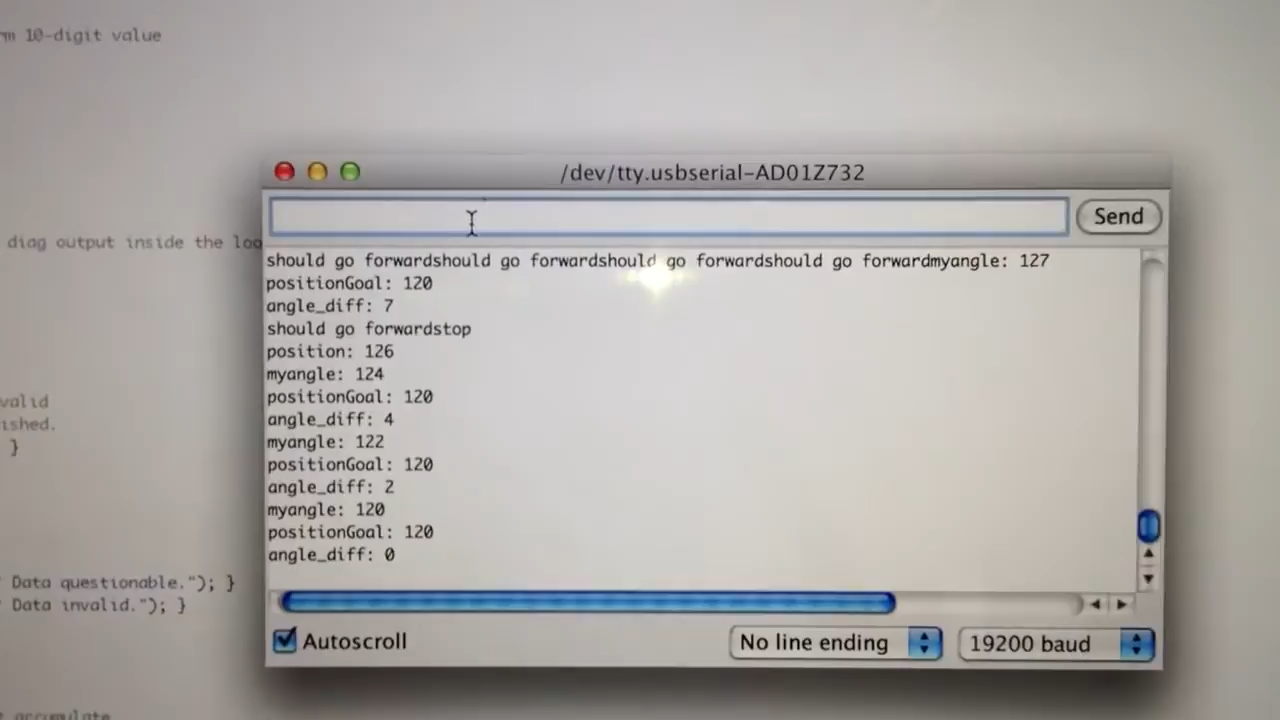 10-digit value
/dev/tty.usbserial-AD01Z732
Send
diag output inside the
should go forwardshould go forwardshould go forwardshould go forwardmyangle: 127
positionGoal: 120
angle_diff: 7
should go forwardstop
position: 126
myangle: 124
positionGoal: 120
angle_diff: 4
myangle: 122
positionGoal: 120
angle_diff: 2
myangle: 120
positionGoal: 120
angle_diff: 0
}
Data questionable."); }
Data invalid."); }
Autoscroll
No line ending
19200 baud
accumulate